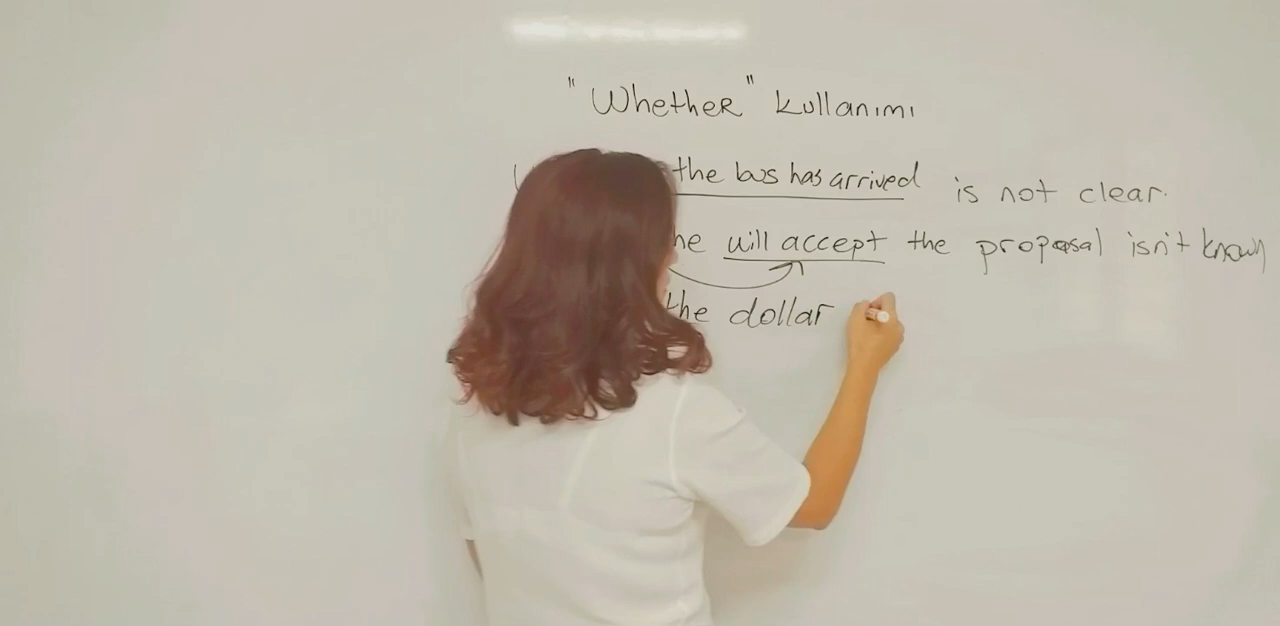 "Whether" kullanımı
the bus has arrived is not clear.
he will accept the proposal isn't known
the dollar